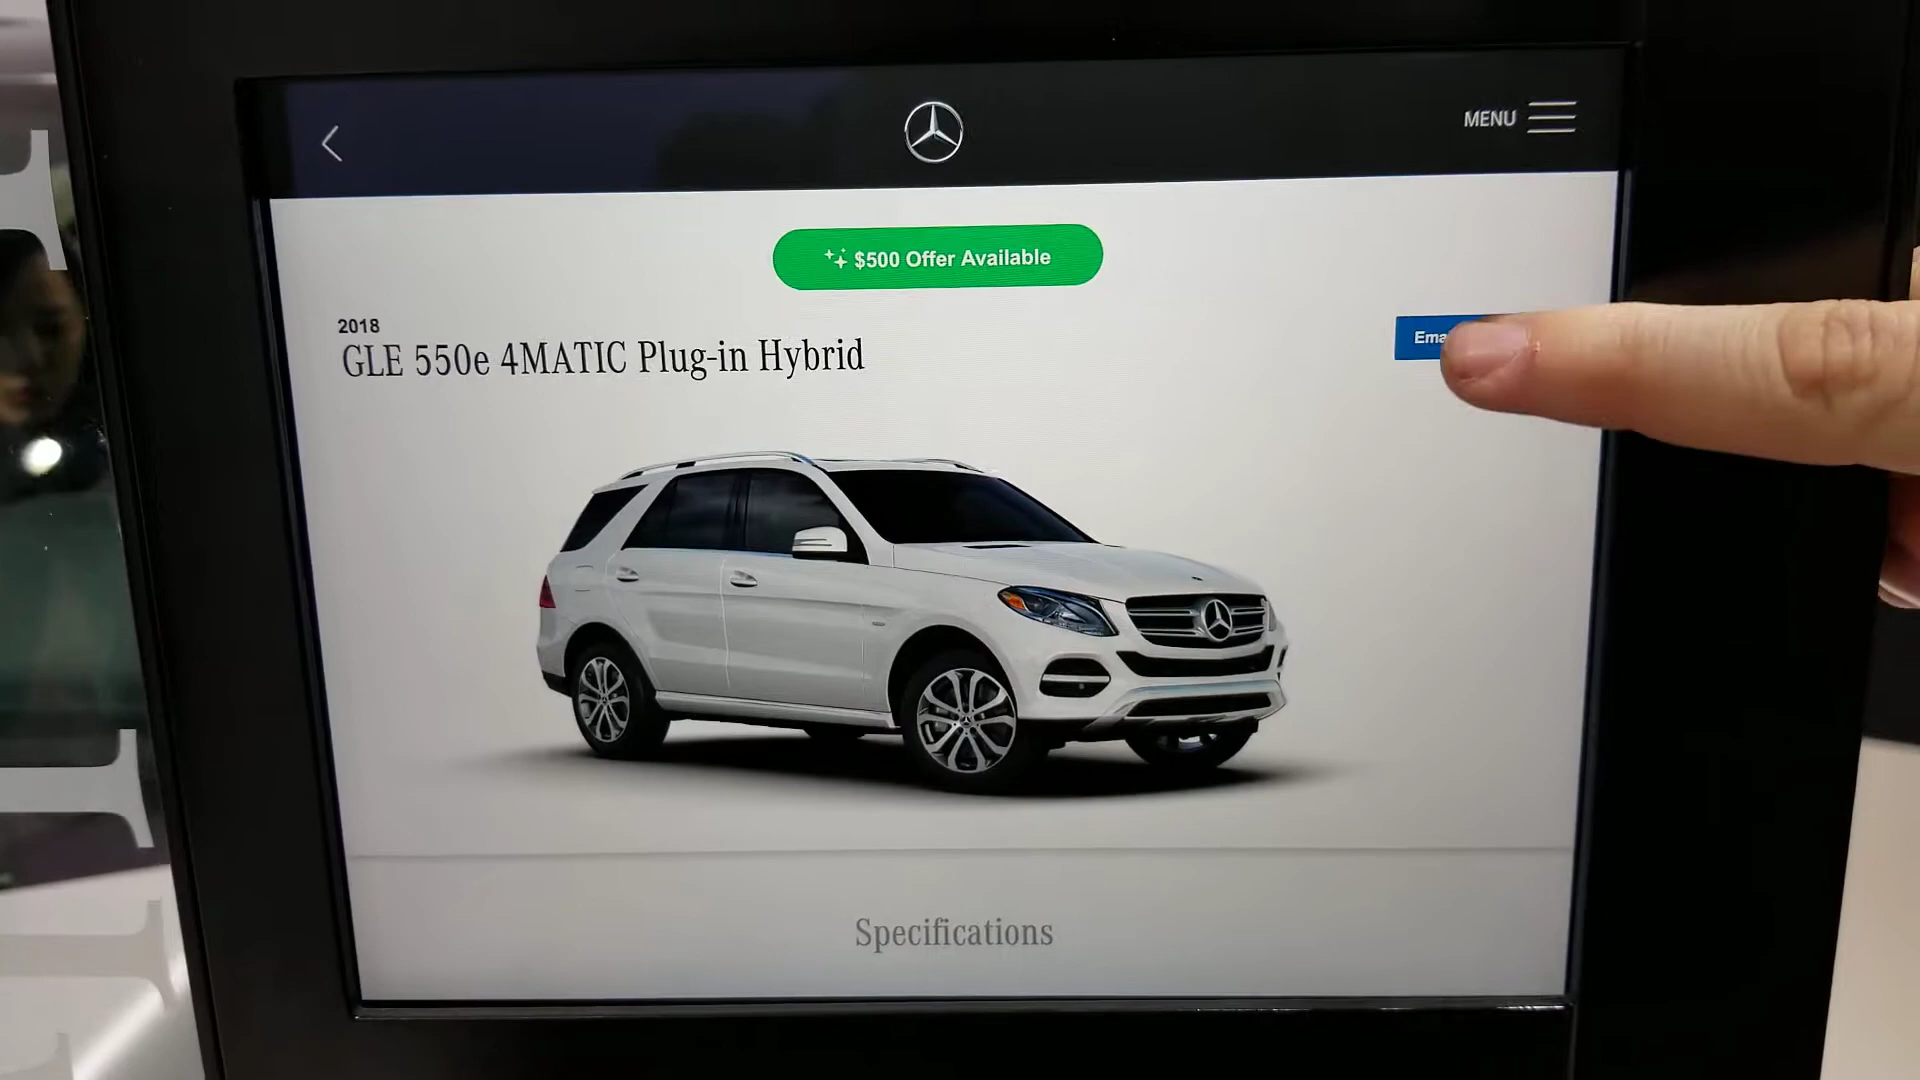 MENU
$500 Offer Available
2018
GLE 550e 4MATIC Plug-in Hybrid
Specifications